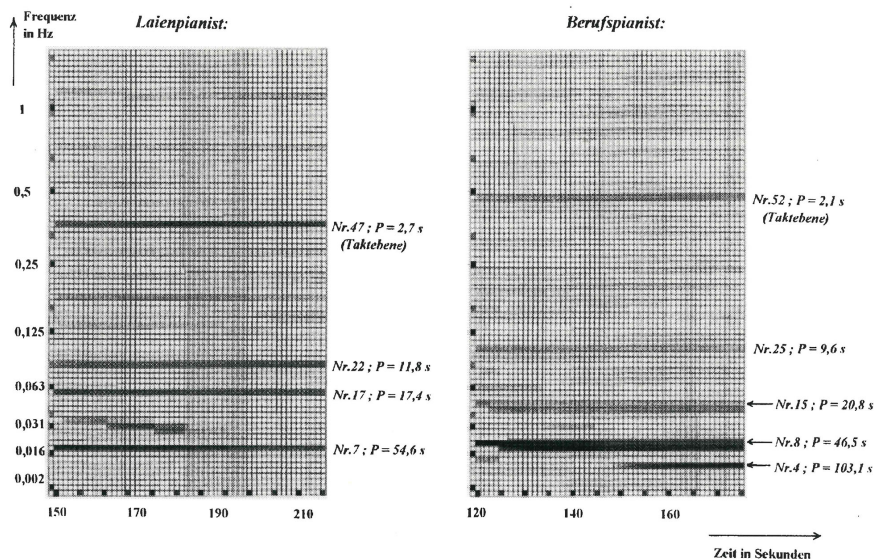 Frequenz
in Hz
Laienpianist:
Berufspianist:
1
0,5
0,25
0,125
0,063
0,031
0,016
0,002
Nr.47 ; P = 2,7 s
(Taktebene)
Nr.22 ; P = 11,8 s
Nr.17 ; P = 17,4 s
Nr.7 ; P = 54,6 s
150
170
190
210
Nr.52 ; P = 2,1 s
(Taktebene)
Nr.25 ; P = 9,6 s
Nr.15 ; P = 20,8 s
Nr.8 ; P = 46,5 s
Nr.4 ; P = 103,1 s
120
140
160
Zeit in Sekunden